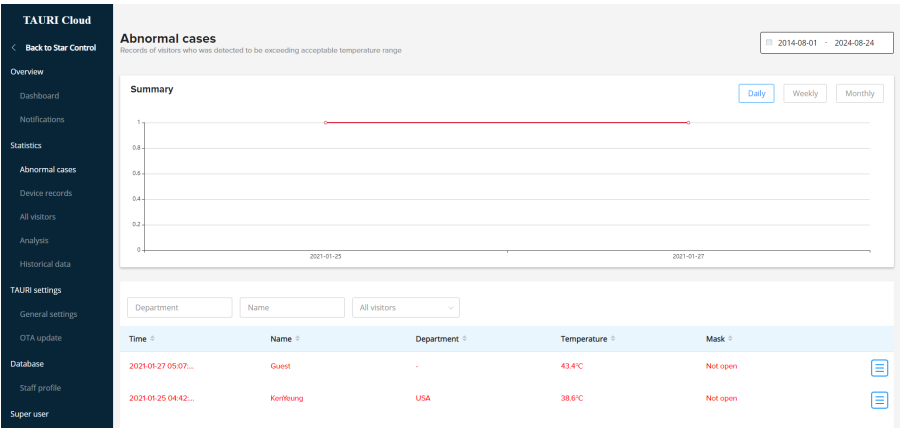 TAURI Cloud
Back to Star Control
Overview
Dashboard
Notifications
Statistics
Abnormal cases
Device records
All visitors
Analysis
Historical data
TAURI settings
General settings
OTA update
Database
Staff profile
Super user
Abnormal cases
Records of visitors who was detected to be exceeding acceptable temperature range
2014-08-01 - 2024-08-24
Summary
Daily Weekly Monthly
1
0.8
0.6
0.4
0.2
0
2021-01-25 2021-01-27
Department Name All visitors
Time Name Department Temperature Mask
2021-01-27 05:07:... Guest - 43.4°C Not open
2021-01-25 04:42:... KenYeung USA 38.6°C Not open